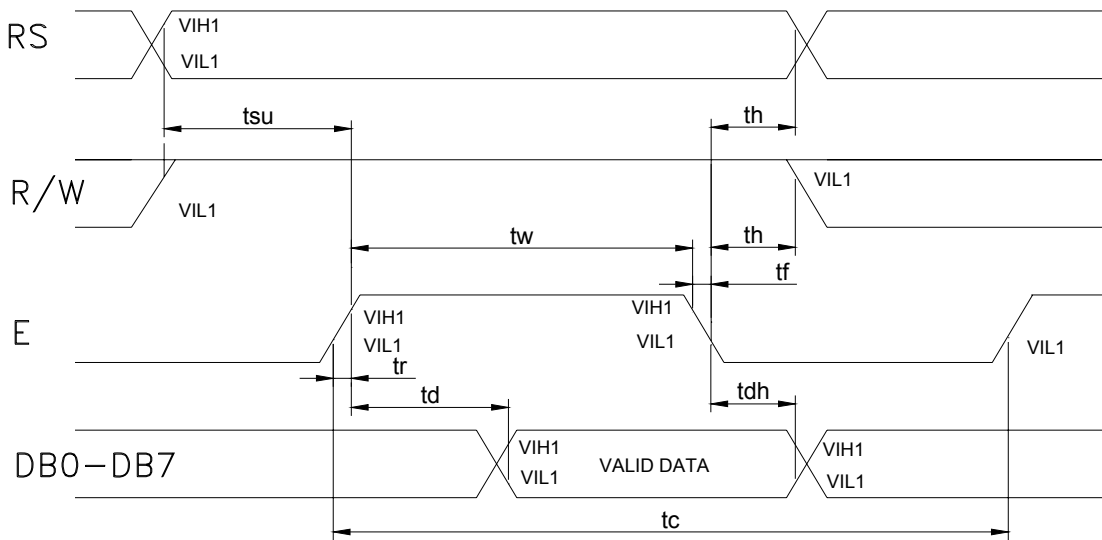 RS
VIH1
VIL1
tsu
th
R/W
VIL1
VIL1
tw
th
tf
E
VIH1
VIL1
VIH1
VIL1
VIL1
tr
td
tdh
DB0-DB7
VIH1
VIL1
VALID DATA
VIH1
VIL1
tc